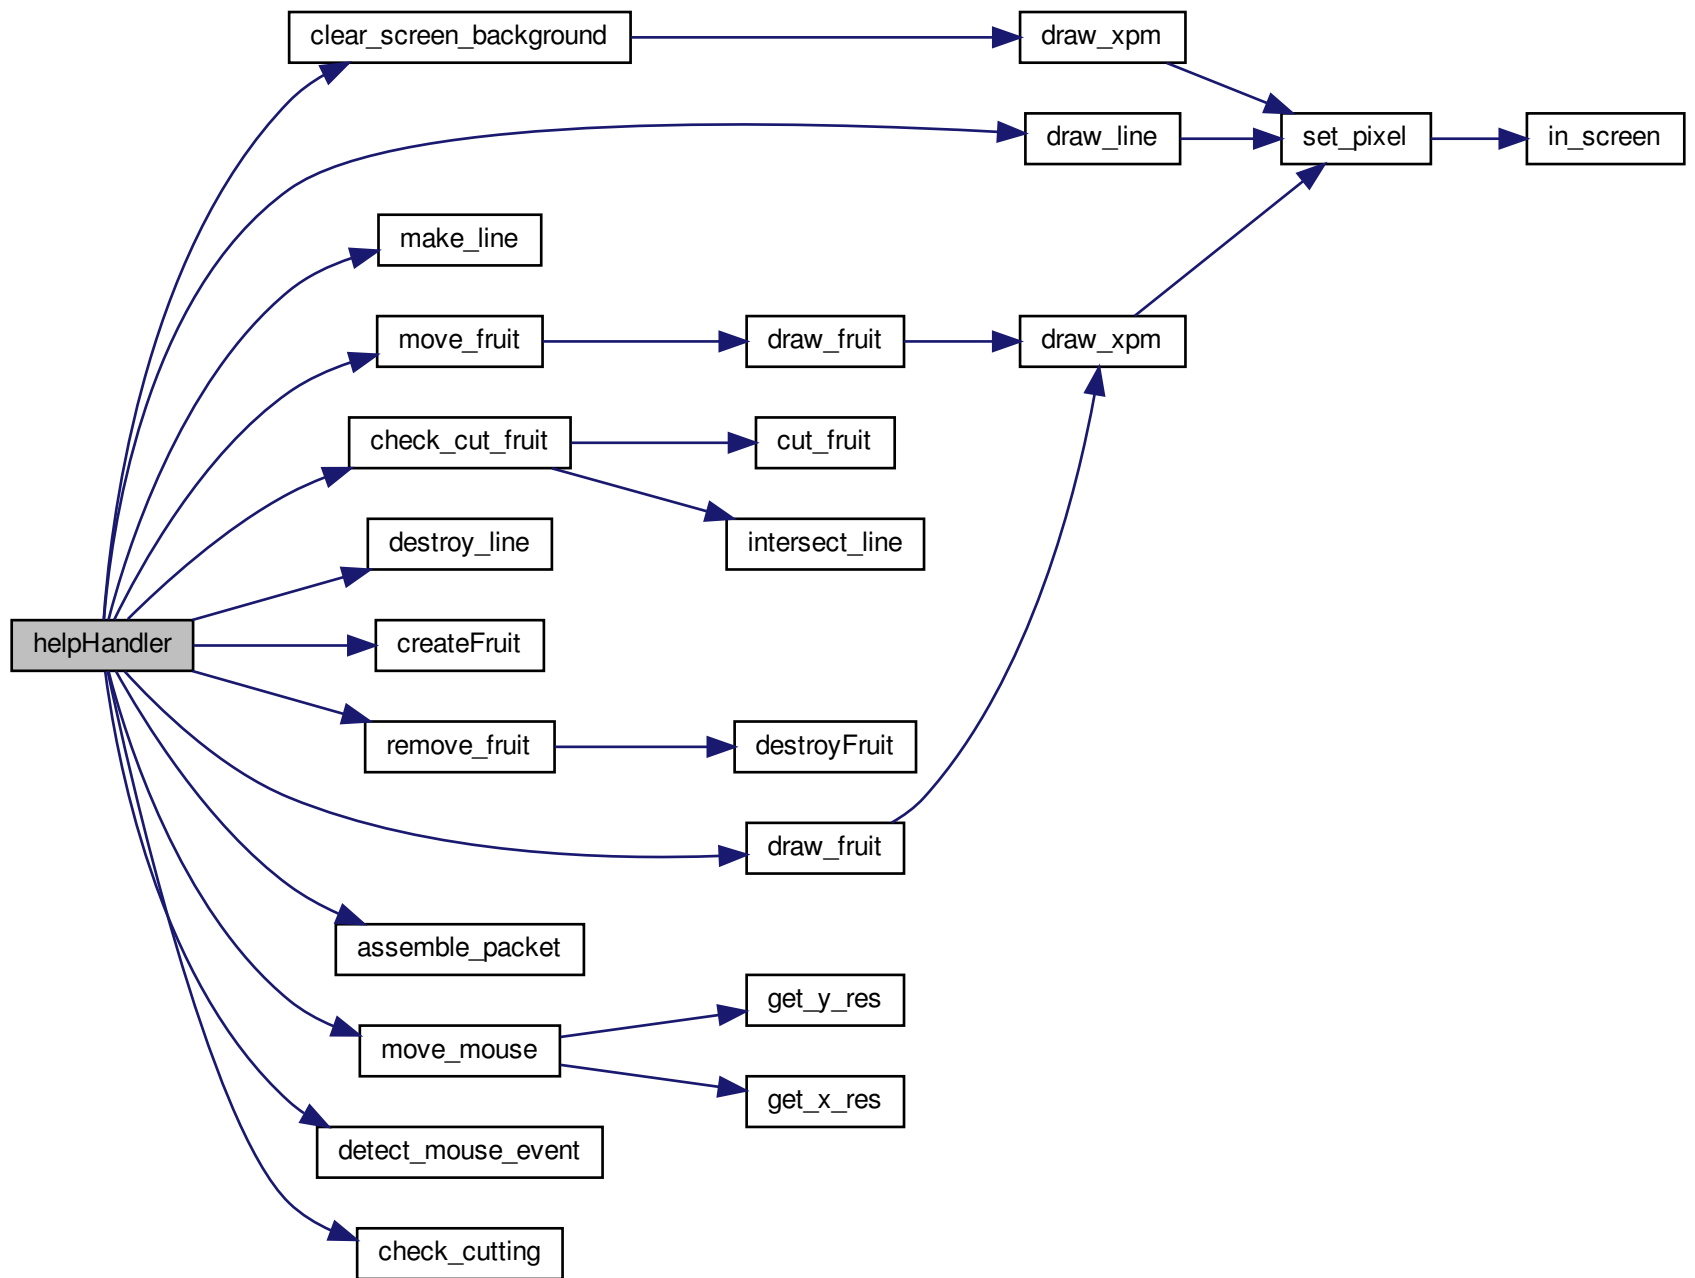 clear_screen_background
draw_xpm
draw_line
set_pixel
in_screen
make_line
move_fruit
draw_fruit
draw_xpm
check_cut_fruit
cut_fruit
destroy_line
intersect_line
helpHandler
createFruit
remove_fruit
destroyFruit
draw_fruit
assemble_packet
get_y_res
move_mouse
get_x_res
detect_mouse_event
check_cutting